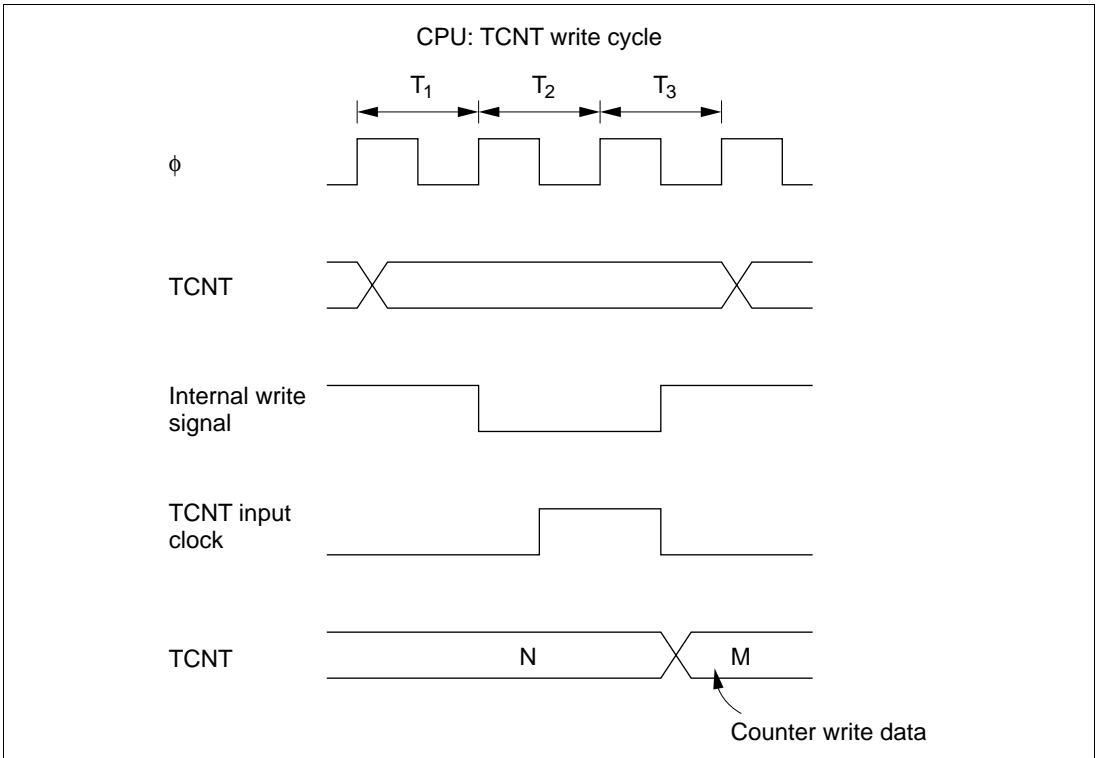 CPU: TCNT write cycle
T1 T2 T3
ϕ
TCNT
Internal write
signal
TCNT input
clock
TCNT
N M
Counter write data